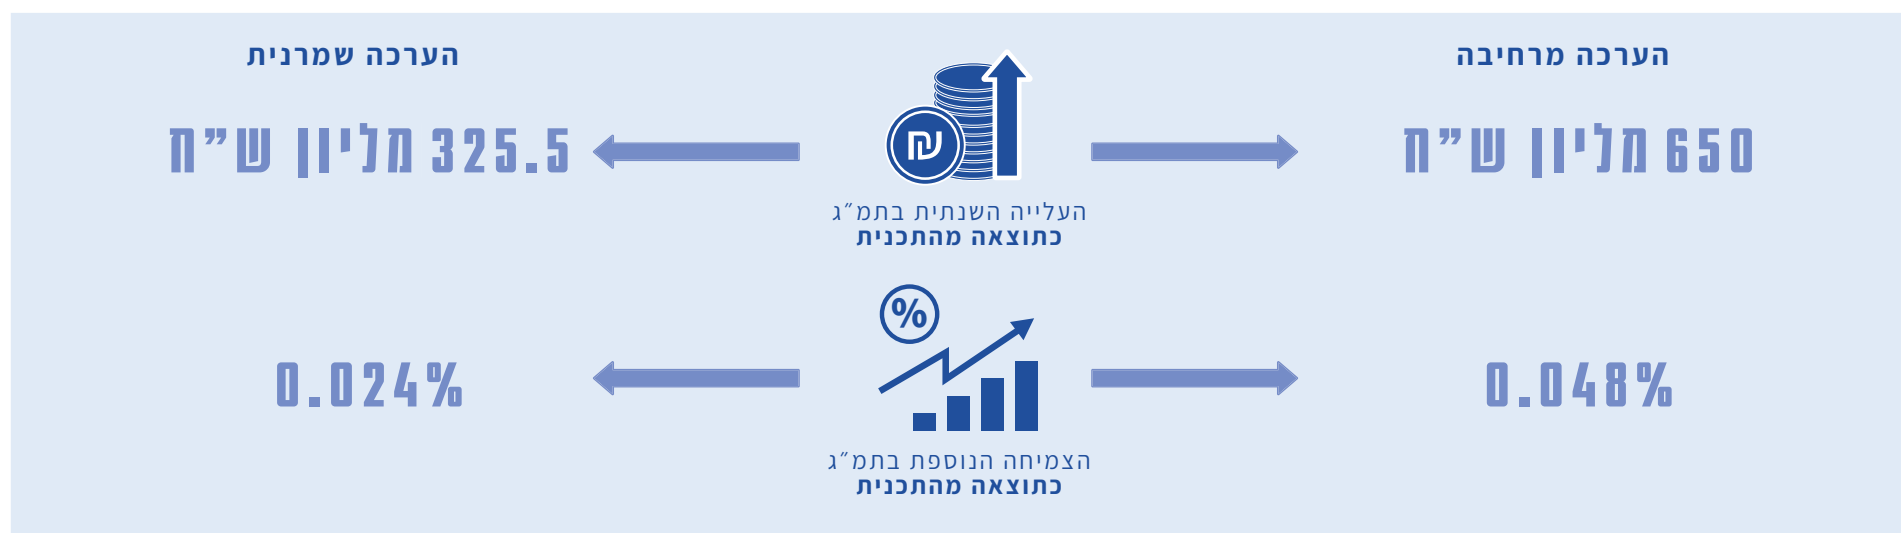 הערכה מרחיבה
הערכה שמרנית
650 מליון ש״ח
₪
325.5 מליון ש״ח
העלייה השנתית בתמ״ג
כתוצאה מהתכנית
%
0.048%
0.024%
הצמיחה הנוספת בתמ״ג
כתוצאה מהתכנית